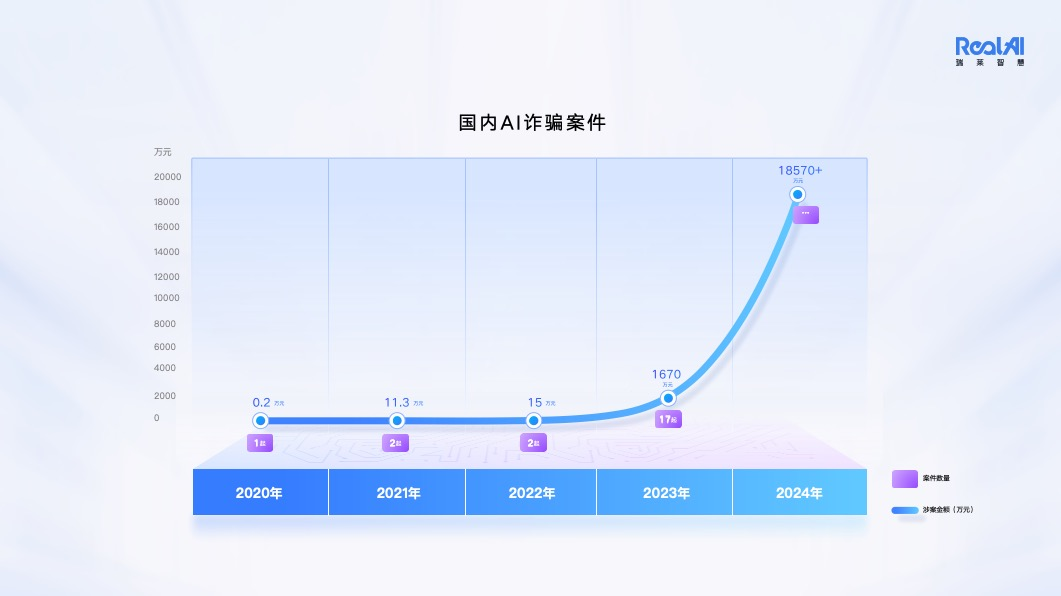 RealAI
瑞莱智慧
国内AI诈骗案件
万元
20000
18000
16000
14000
12000
10000
8000
6000
4000
2000
0
0.2 万元
1起
11.3 万元
2起
15 万元
2起
1670
万元
17起
18570+
万元
...
2020年
2021年
2022年
2023年
2024年
案件数量
涉案金额（万元）